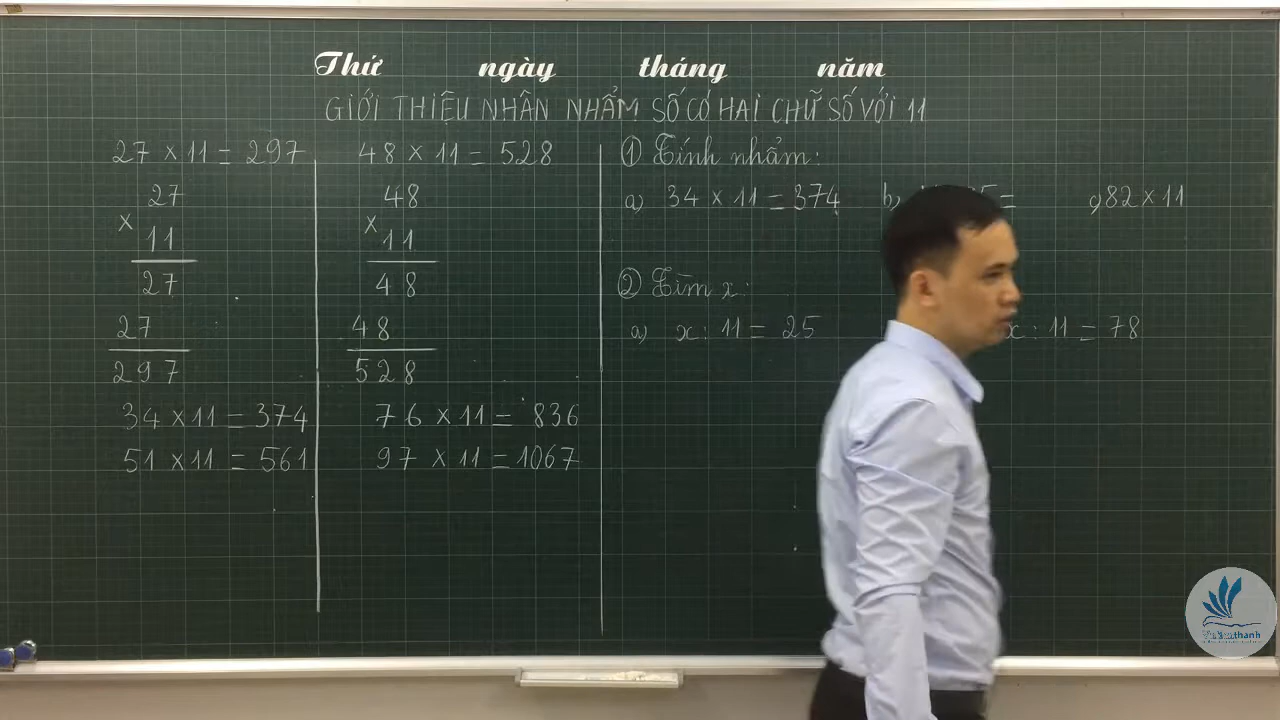 Thứ ngày tháng năm
GIỚI THIỆU NHÂN NHẨM SỐ CÓ HAI CHỮ SỐ VỚI 11
27 × 11 = 297
27
×
11
27
27
297
34 × 11 = 374
51 × 11 = 561
48 × 11 = 528
48
×
11
48
48
528
76 × 11 = 836
97 × 11 = 1067
① Tính nhẩm:
a) 34 × 11 = 374 b) = c) 82 × 11
② Tìm x:
a) x : 11 = 25 x : 11 = 78